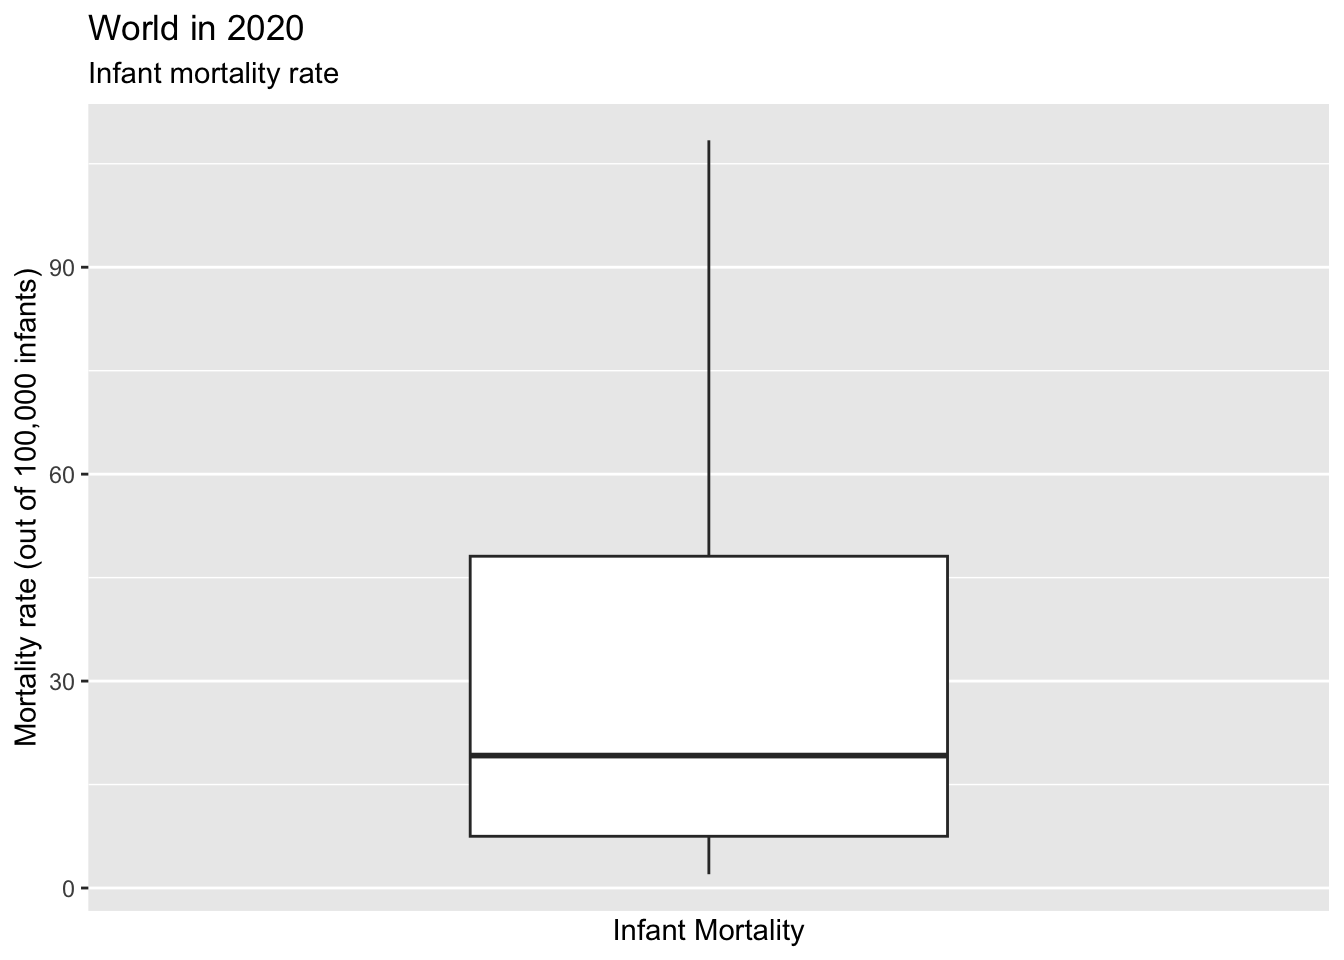 World in 2020
Infant mortality rate
Mortality rate (out of 100,000 infants)
90
60
30
0
Infant Mortality